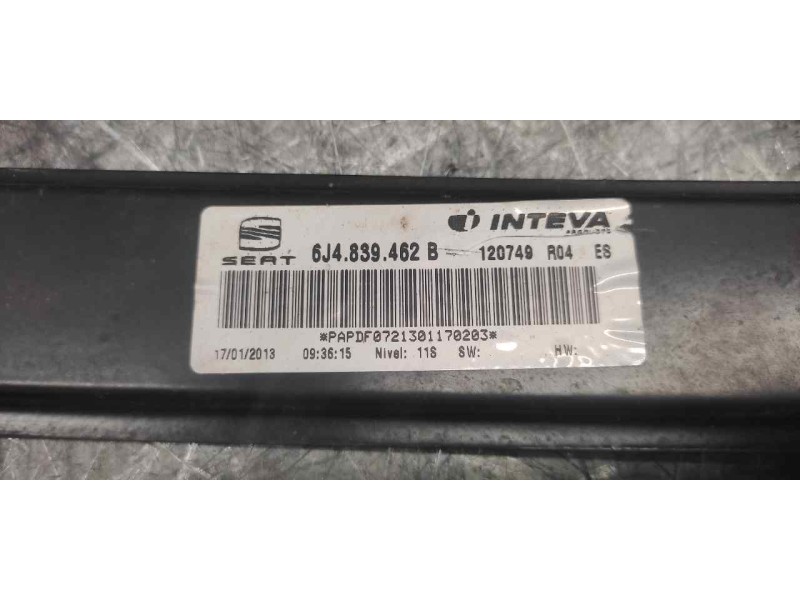 SEAT
6J4.839.462 B
INTEVA
120749 R04 ES
*PAPDF0721301170203*
17/01/2013 09:36:15 Nivel: 11S SW: HW: